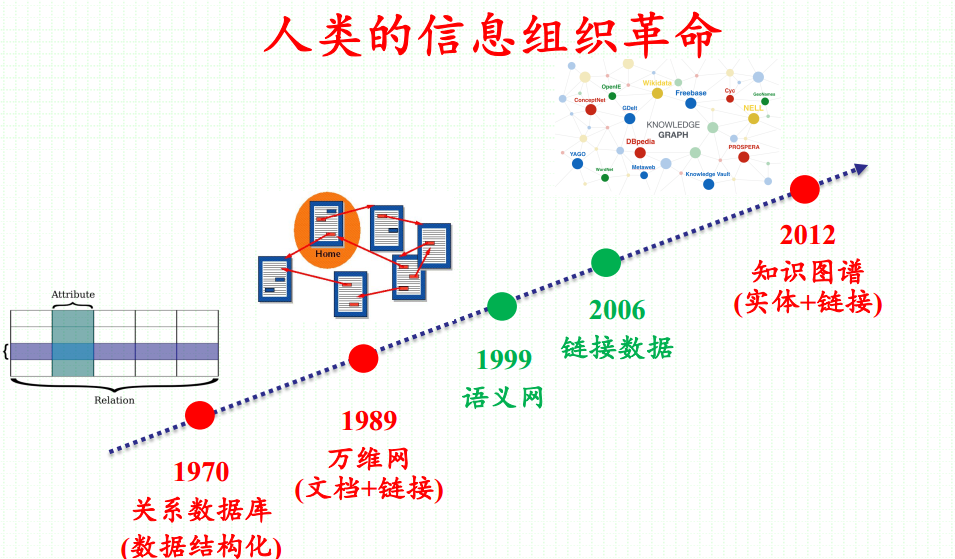 人类的信息组织革命
OpenIE
Wikidata
Freebase
Cyc
GeoNames
ConceptNet
GDelt
NELL
KNOWLEDGE
GRAPH
DBpedia
PROSPERA
YAGO
WordNet
Metaweb
Knowledge Vault
Home
Attribute
{
Relation
1970
关系数据库
(数据结构化)
1989
万维网
(文档+链接)
1999
语义网
2006
链接数据
2012
知识图谱
(实体+链接)